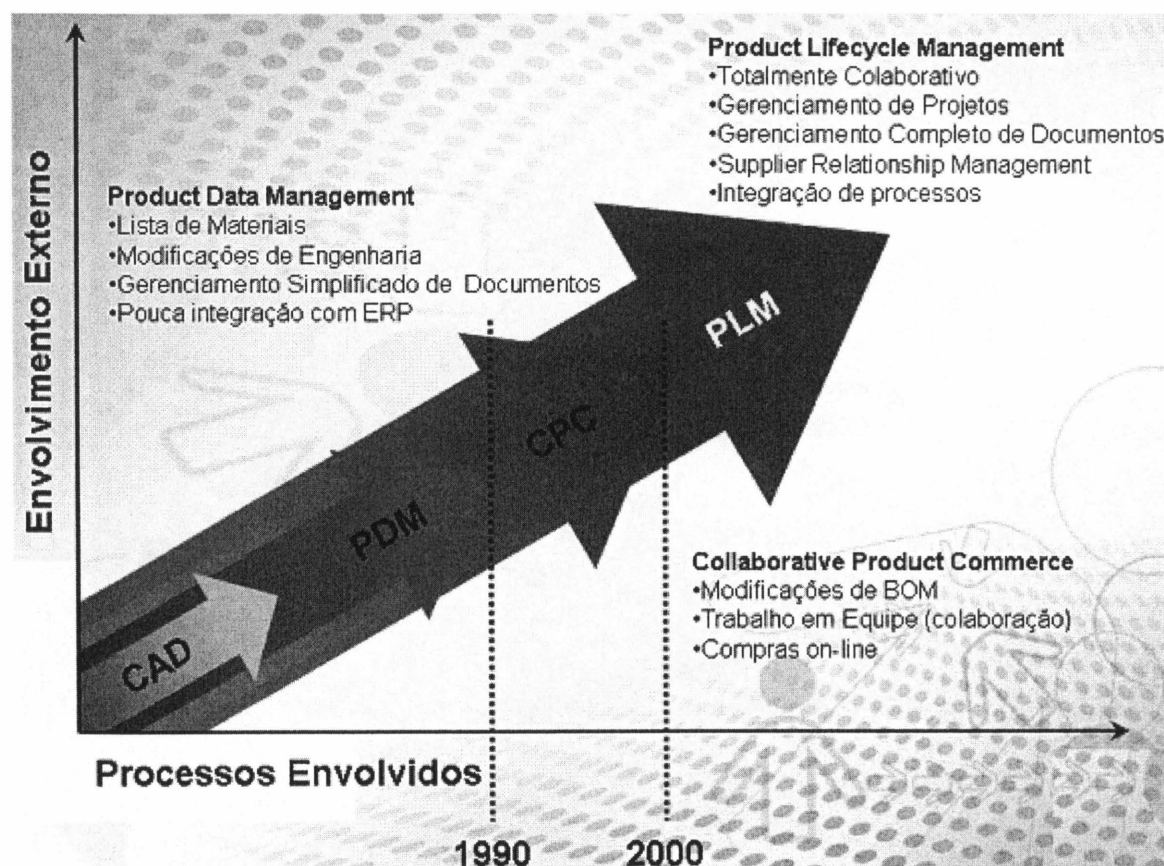 Product Lifecycle Management
•Totalmente Colaborativo
•Gerenciamento de Projetos
•Gerenciamento Completo de Documentos
•Supplier Relationship Management
•Integração de processos
Product Data Management
•Lista de Materiais
•Modificações de Engenharia
•Gerenciamento Simplificado de Documentos
•Pouca integração com ERP
Envolvimento Externo
PLM
CPC
PDM
CAD
Collaborative Product Commerce
•Modificações de BOM
•Trabalho em Equipe (colaboração)
•Compras on-line
Processos Envolvidos
1990
2000